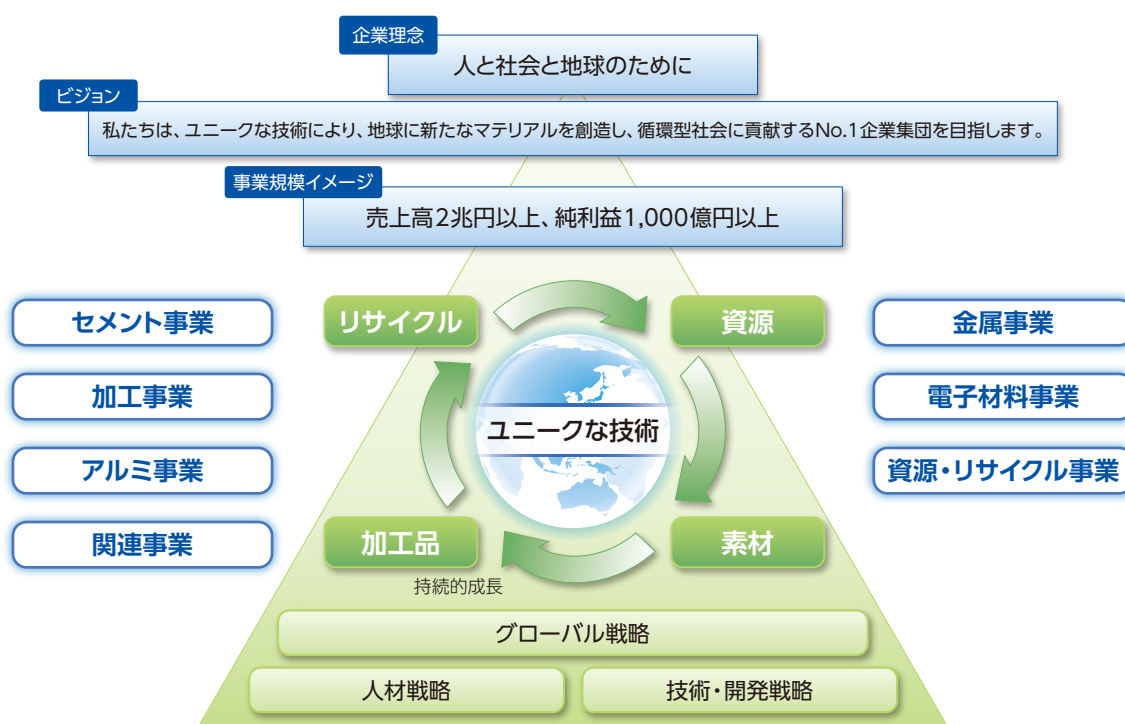 企業理念
人と社会と地球のために
ビジョン
私たちは、ユニークな技術により、地球に新たなマテリアルを創造し、循環型社会に貢献するNo.1企業集団を目指します。
事業規模イメージ
売上高2兆円以上、純利益1,000億円以上
セメント事業
加工事業
アルミ事業
関連事業
リサイクル
資源
ユニークな技術
加工品
素材
持続的成長
金属事業
電子材料事業
資源・リサイクル事業
グローバル戦略
人材戦略
技術・開発戦略